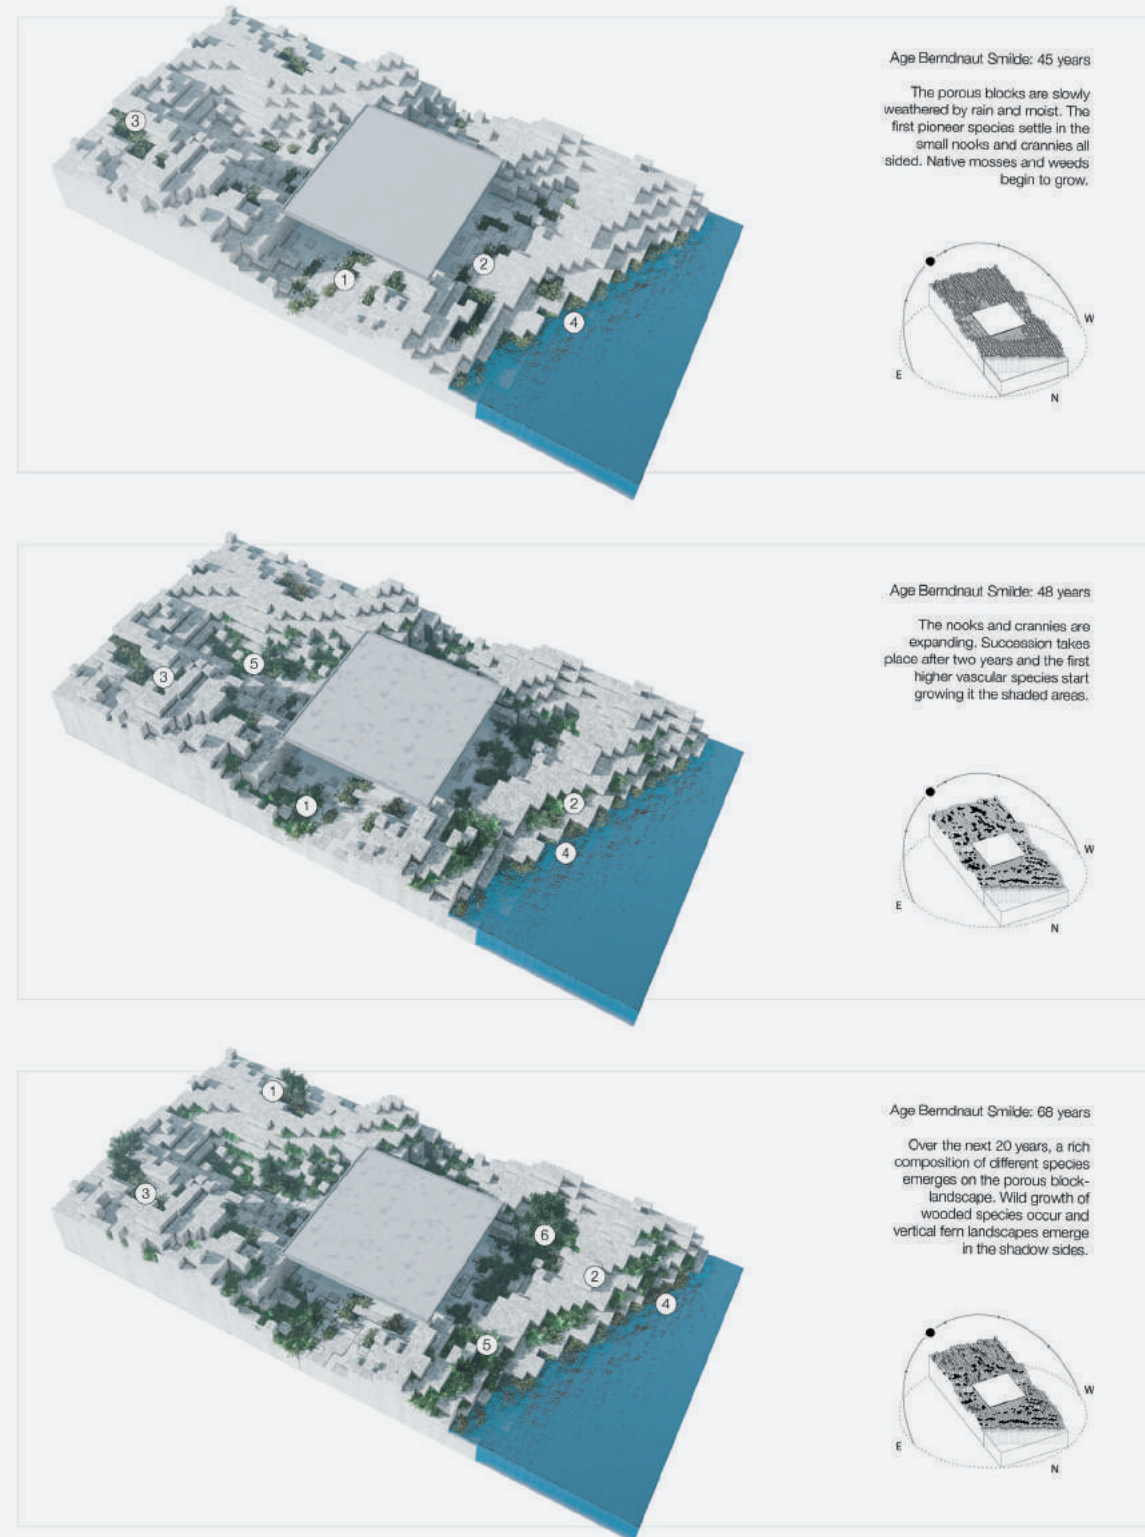 Age Berndnaut Smilde: 45 years
The porous blocks are slowly
weathered by rain and moist. The
first pioneer species settle in the
small nooks and crannies all
sided. Native mosses and weeds
begin to grow.
3
1
2
4
W
E
N
Age Berndnaut Smilde: 48 years
The nooks and crannies are
expanding. Succession takes
place after two years and the first
higher vascular species start
growing it the shaded areas.
5
3
1
2
4
W
E
N
Age Berndnaut Smilde: 68 years
Over the next 20 years, a rich
composition of different species
emerges on the porous block-
landscape. Wild growth of
wooded species occur and
vertical fern landscapes emerge
in the shadow sides.
1
3
6
2
4
5
W
E
N